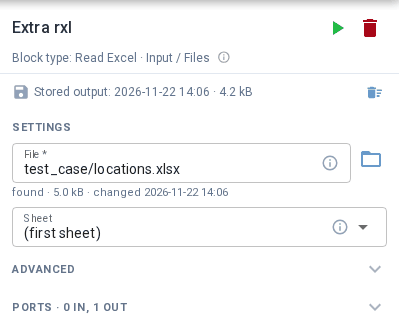 Extra rxl
Block type: Read Excel · Input / Files
Stored output: 2026-11-22 14:06 · 4.2 kB
SETTINGS
File *
test_case/locations.xlsx
found · 5.0 kB · changed 2026-11-22 14:06
Sheet
(first sheet)
ADVANCED
PORTS · 0 IN, 1 OUT